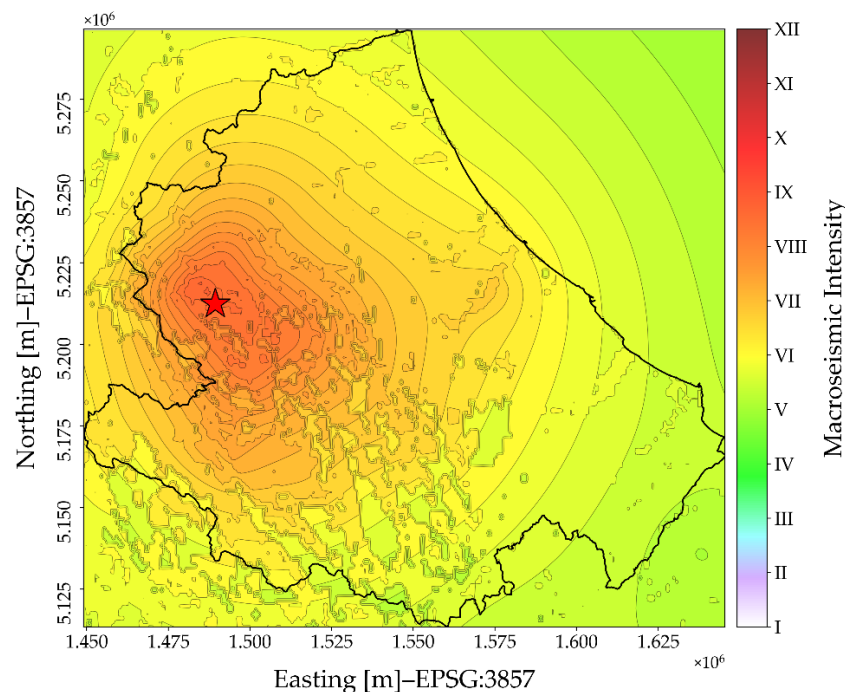 ×10⁶
5.275
5.250
5.225
5.200
5.175
5.150
5.125
Northing [m]–EPSG:3857
1.450
1.475
1.500
1.525
1.550
1.575
1.600
1.625
×10⁶
Easting [m]–EPSG:3857
XII
XI
X
IX
VIII
VII
VI
V
IV
III
II
I
Macroseismic Intensity